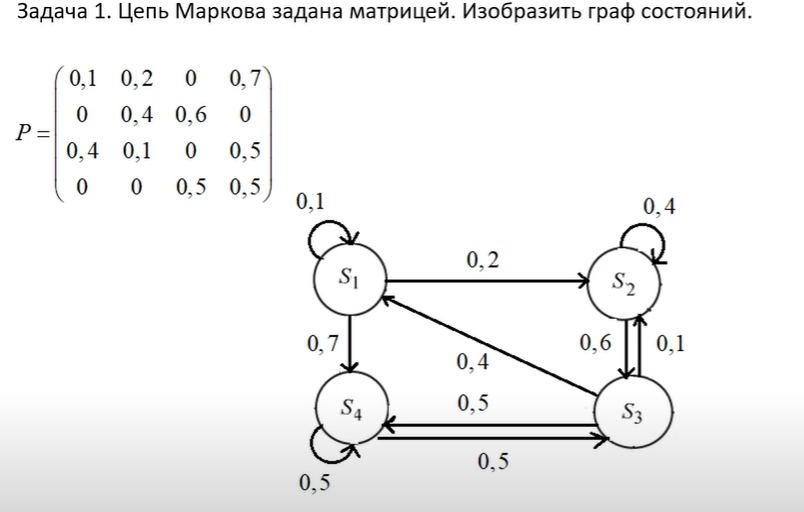 Задача 1. Цепь Маркова задана матрицей. Изобразить граф состояний.
P =
0,1 0,2 0 0,7
0 0,4 0,6 0
0,4 0,1 0 0,5
0 0 0,5 0,5
0,1
0,4
S1
0,2
S2
0,7
0,4
0,6
0,1
S4
0,5
S3
0,5
0,5